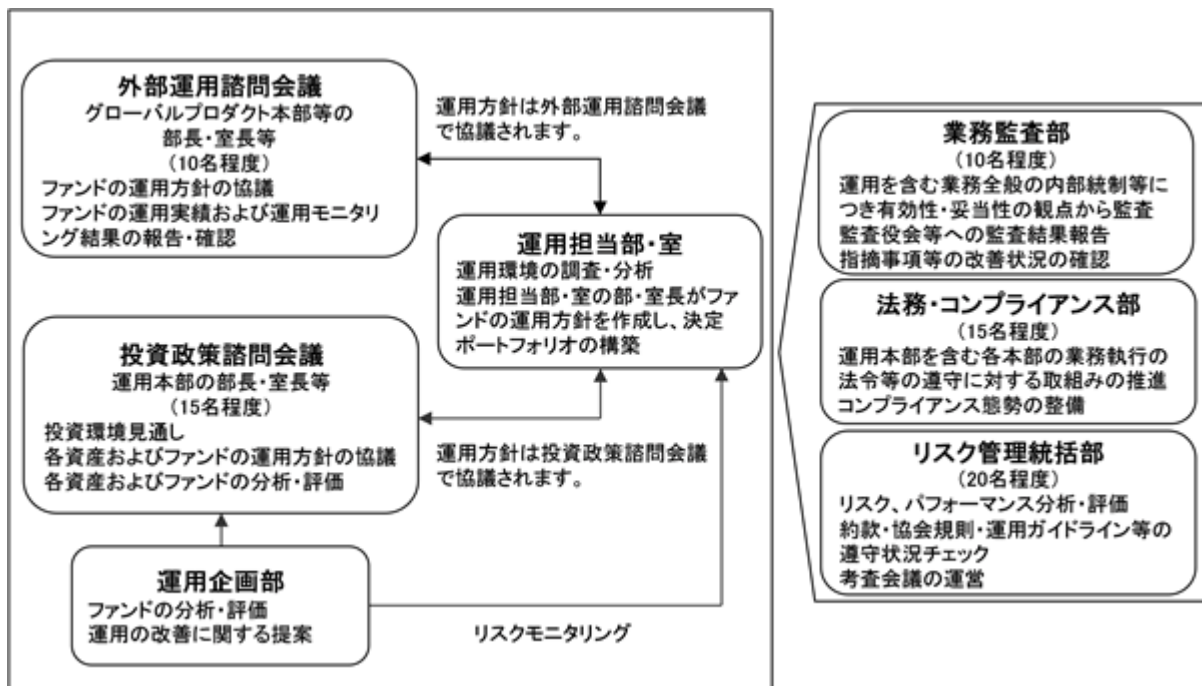 外部運用諮問会議
グローバルプロダクト本部等の
部長・室長等
(10名程度)
ファンドの運用方針の協議
ファンドの運用実績および運用モニタリ
ング結果の報告・確認
運用方針は外部運用諮問会議
で協議されます。
運用担当部・室
運用環境の調査・分析
運用担当部・室の部・室長がファ
ンドの運用方針を作成し、決定
ポートフォリオの構築
投資政策諮問会議
運用本部の部長・室長等
(15名程度)
投資環境見通し
各資産およびファンドの運用方針の協議
各資産およびファンドの分析・評価
運用方針は投資政策諮問会議
で協議されます。
運用企画部
ファンドの分析・評価
運用の改善に関する提案
リスクモニタリング
業務監査部
(10名程度)
運用を含む業務全般の内部統制等に
つき有効性・妥当性の観点から監査
監査役会等への監査結果報告
指摘事項等の改善状況の確認
法務・コンプライアンス部
(15名程度)
運用本部を含む各本部の業務執行の
法令等の遵守に対する取組みの推進
コンプライアンス態勢の整備
リスク管理統括部
(20名程度)
リスク、パフォーマンス分析・評価
約款・協会規則・運用ガイドライン等の
遵守状況チェック
考査会議の運営